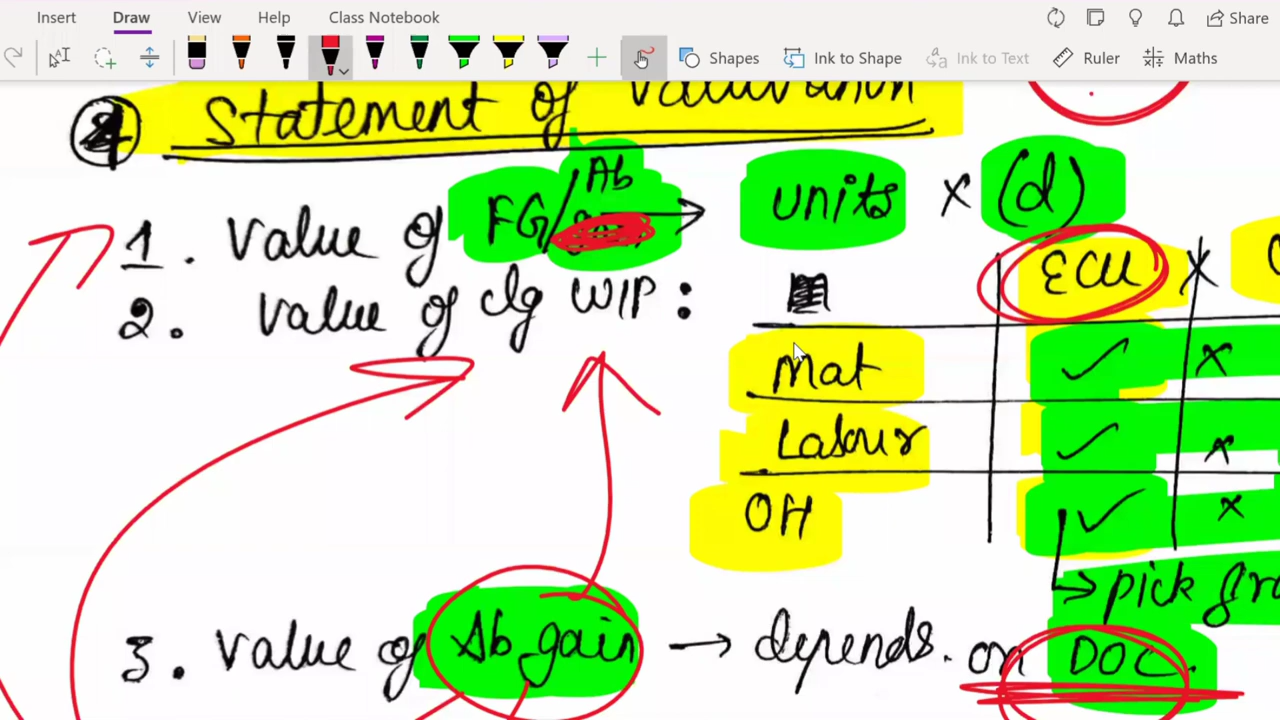 Insert Draw View Help Class Notebook Share
Shapes Ink to Shape Ink to Text Ruler Maths
4 Statement of
1. Value of FG/Ab → units × (d)
2. Value of clg WIP : ECU ×
Mat ✓ ×
Labour ✓ ×
OH ✓ ×
→ pick
3. Value of Ab gain → depends. on DOC.